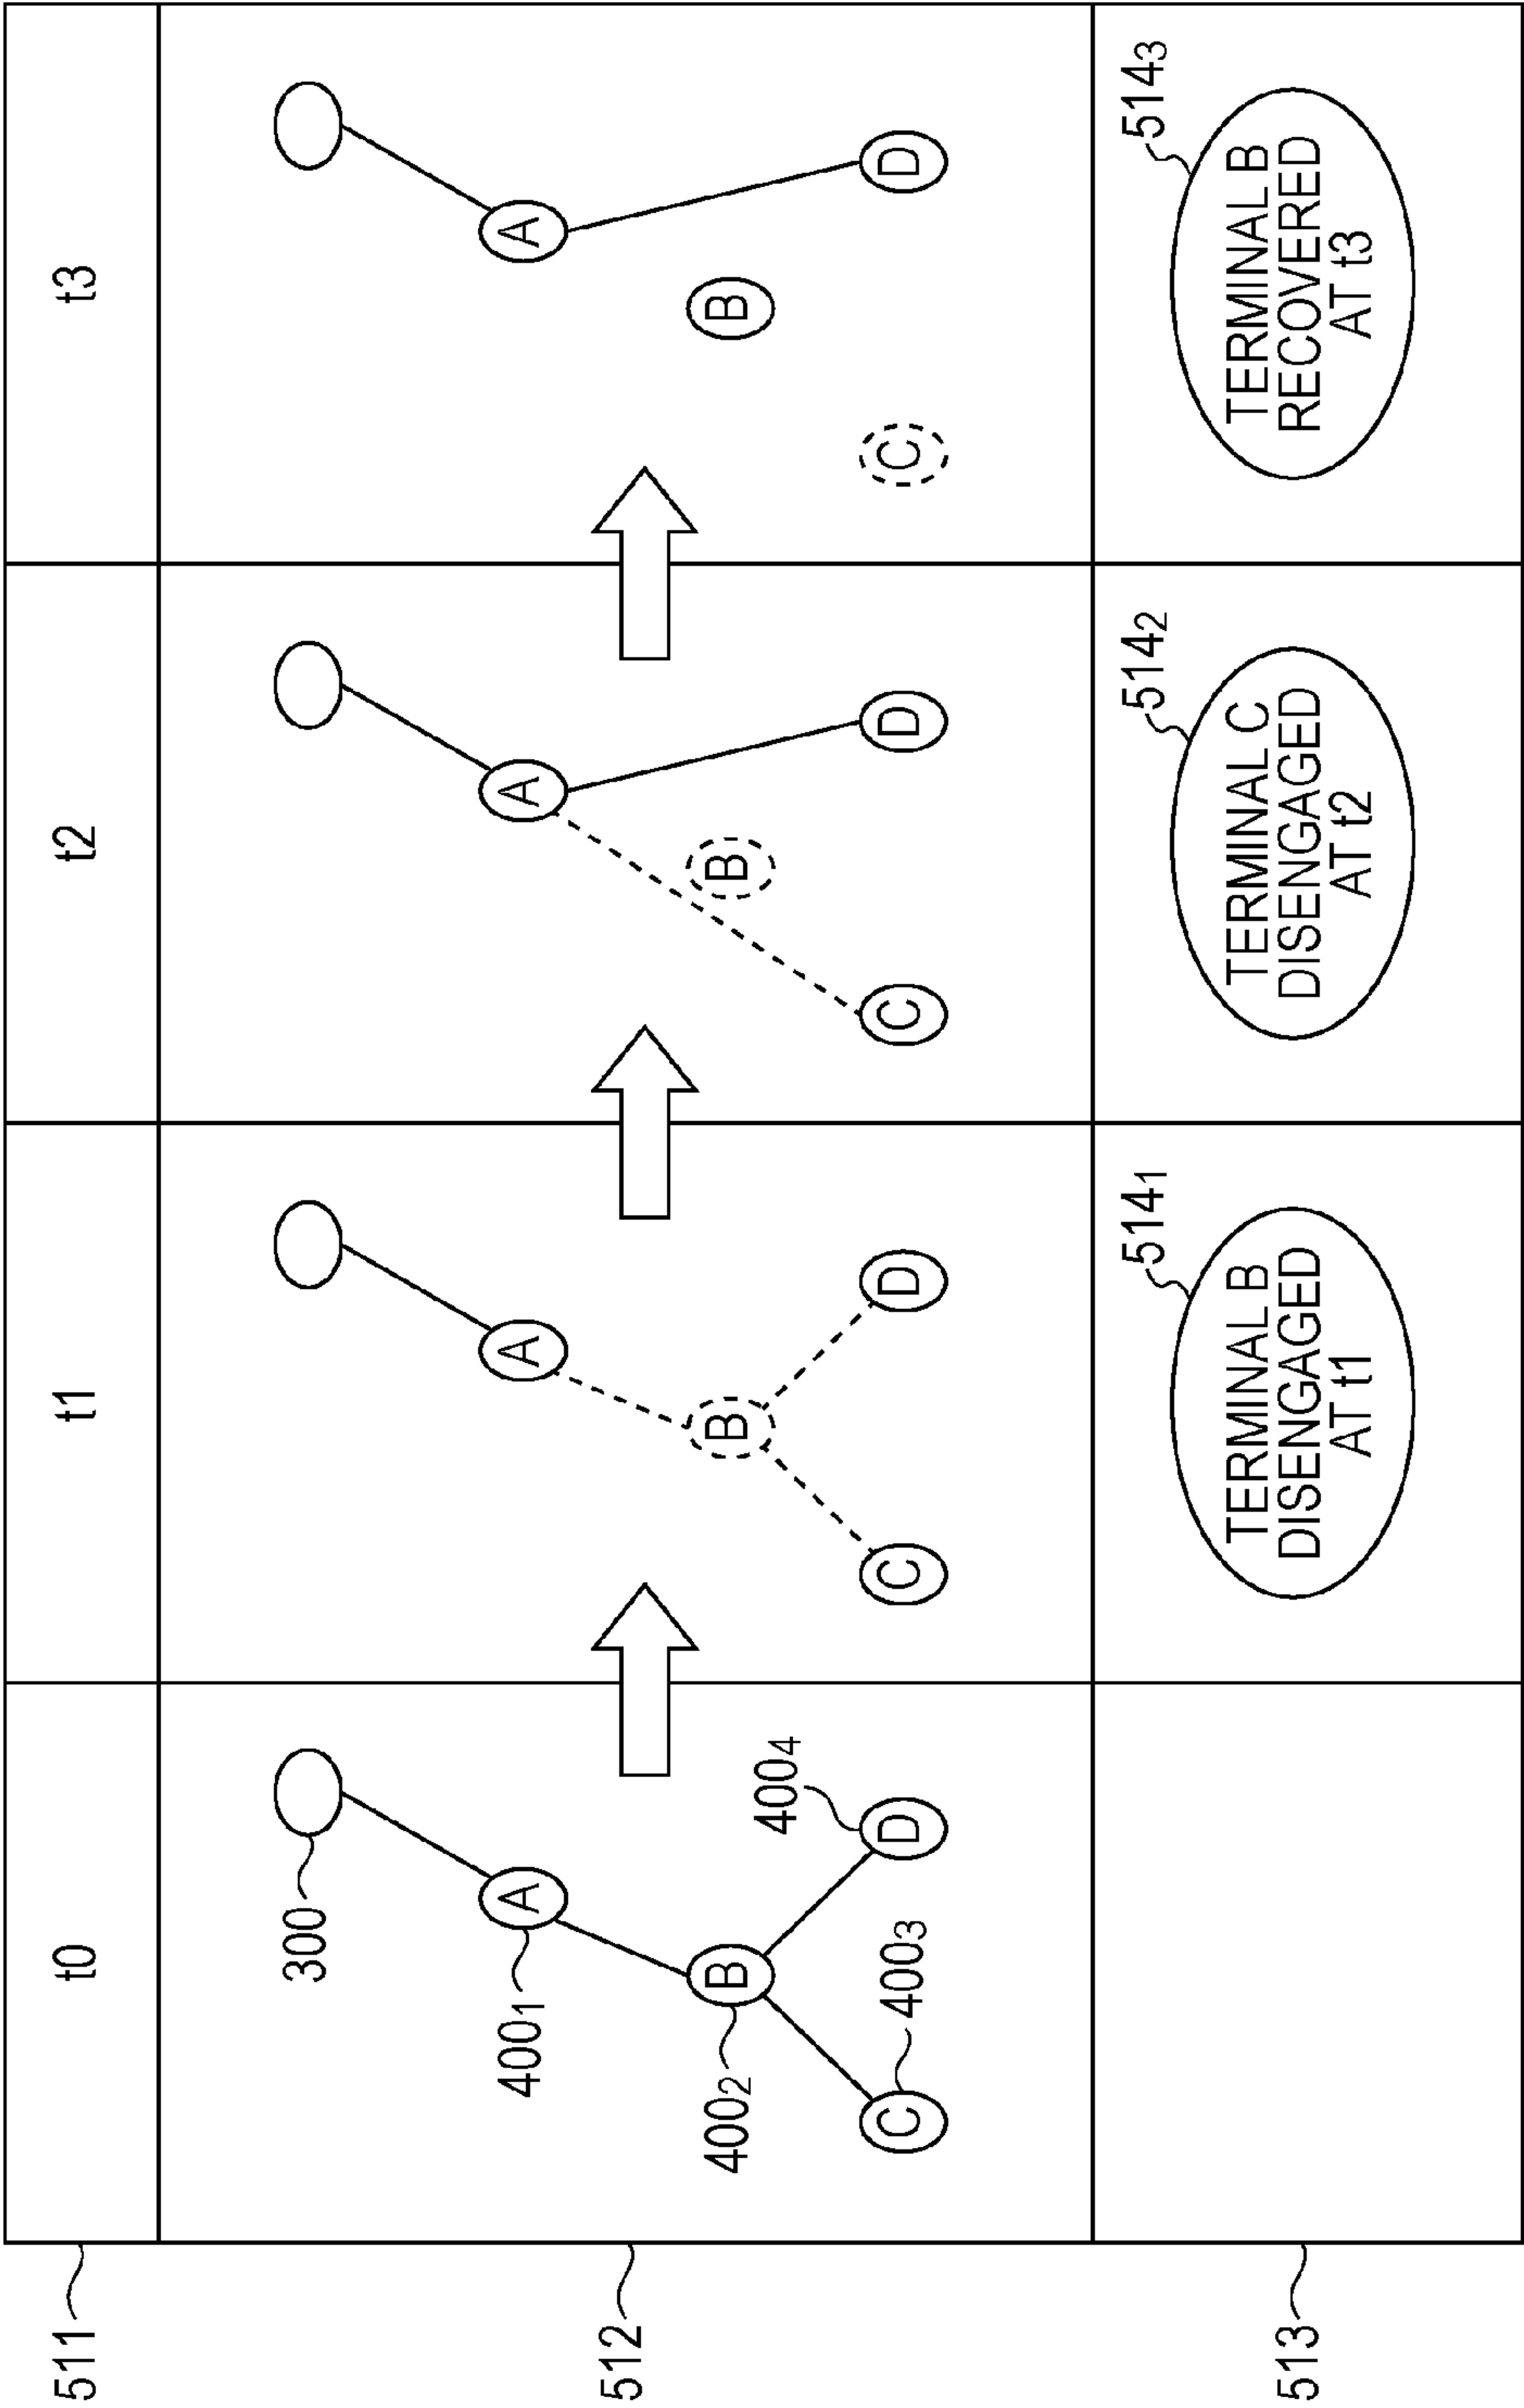 511
t0
t1
t2
t3
512
300
400₁
A
400₂
B
C
400₃
D
400₄
A
B
C
D
A
B
C
D
A
B
C
D
513
514₁
TERMINAL B
DISENGAGED
AT t1
514₂
TERMINAL C
DISENGAGED
AT t2
514₃
TERMINAL B
RECOVERED
AT t3